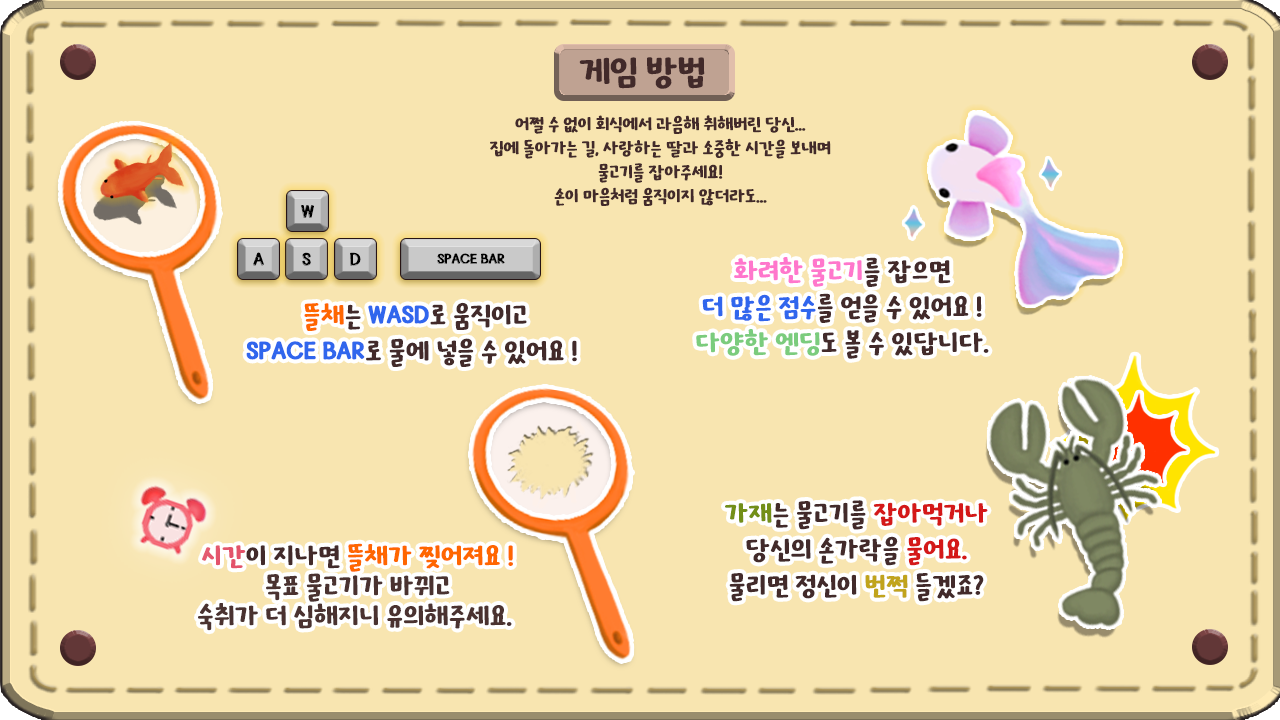 게임 방법
어쩔 수 없이 회식에서 과음해 취해버린 당신...
집에 돌아가는 길, 사랑하는 딸과 소중한 시간을 보내며
물고기를 잡아주세요!
손이 마음처럼 움직이지 않더라도...
W
A S D SPACE BAR
뜰채는 WASD로 움직이고
SPACE BAR로 물에 넣을 수 있어요!
화려한 물고기를 잡으면
더 많은 점수를 얻을 수 있어요!
다양한 엔딩도 볼 수 있답니다.
시간이 지나면 뜰채가 찢어져요!
목표 물고기가 바뀌고
숙취가 더 심해지니 유의해주세요.
가재는 물고기를 잡아먹거나
당신의 손가락을 물어요.
물리면 정신이 번쩍 들겠죠?